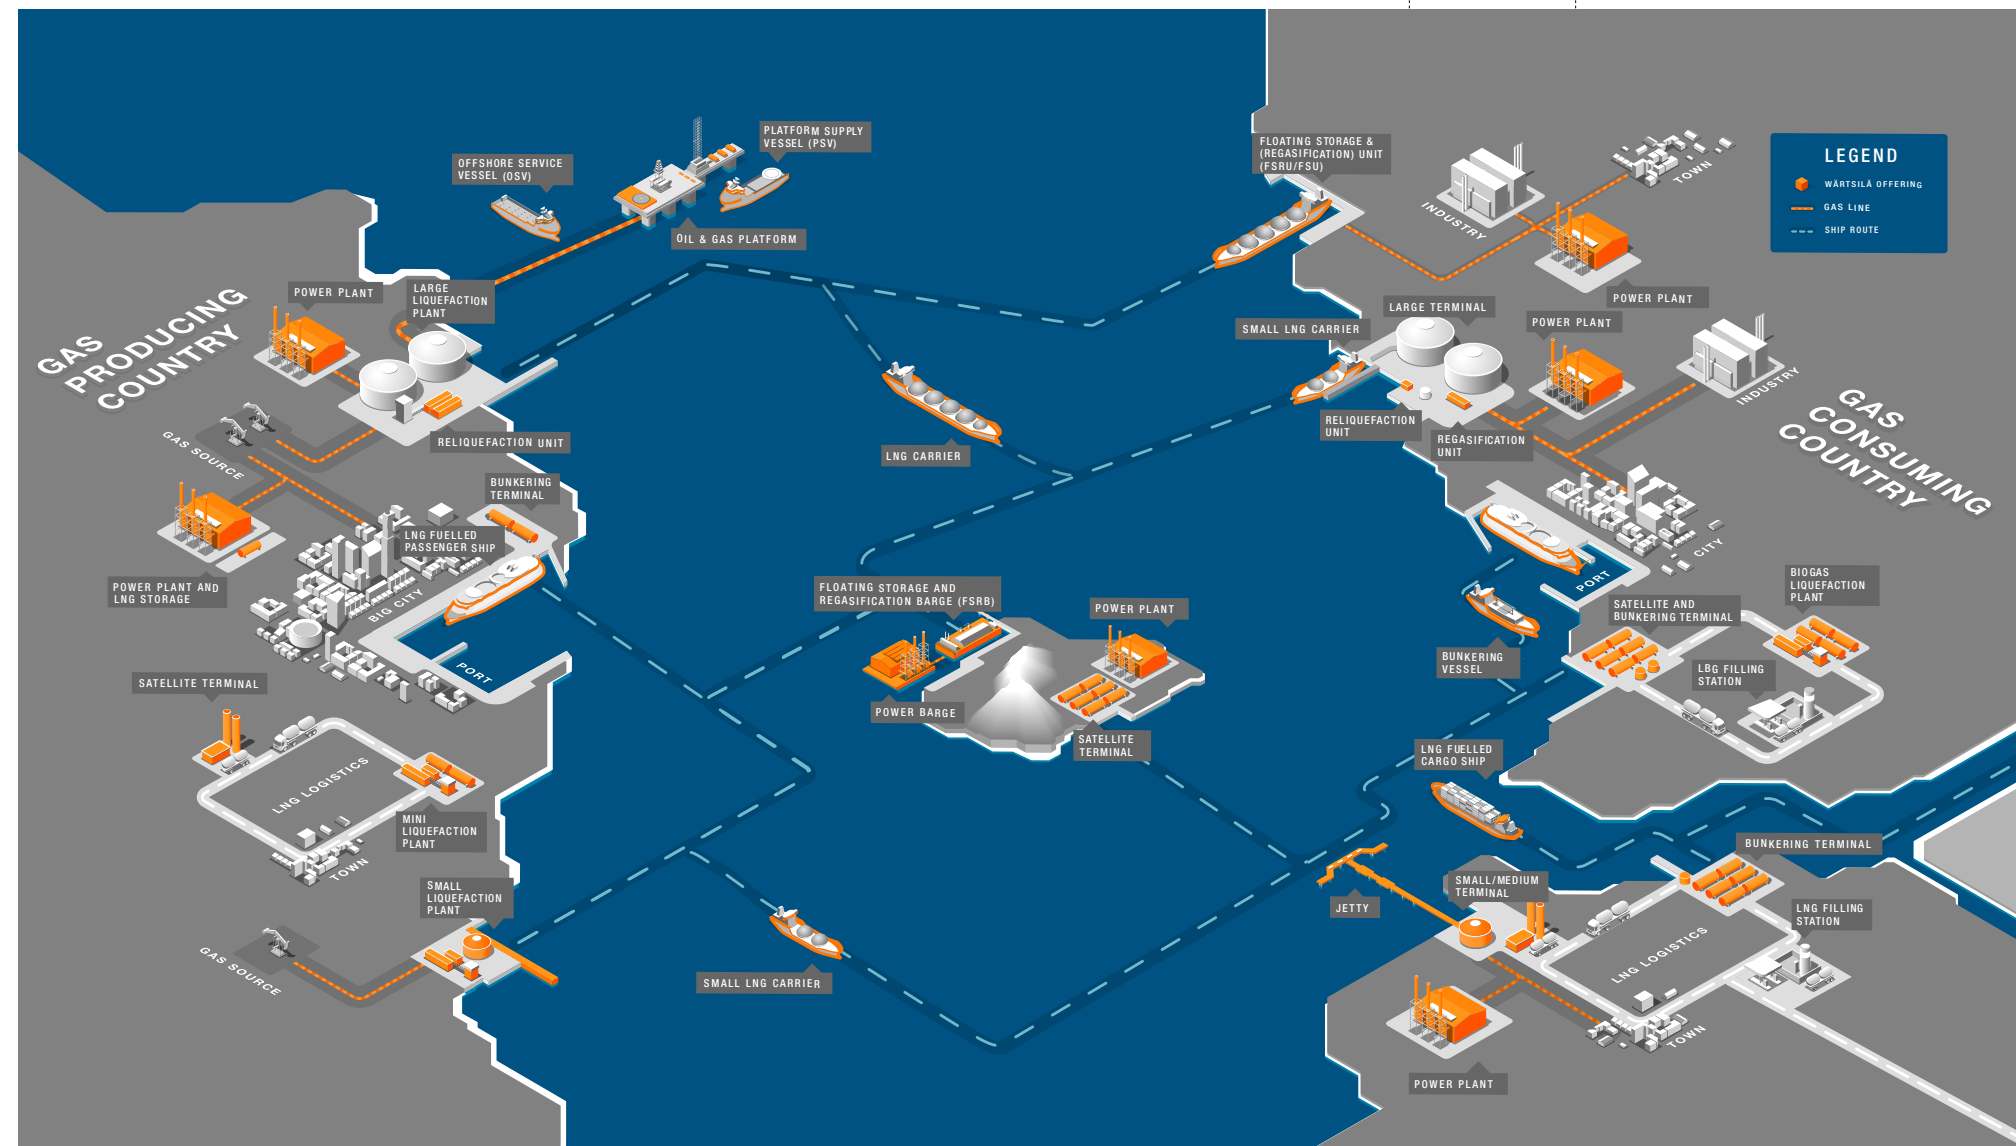 PLATFORM SUPPLY
VESSEL (PSV)
OFFSHORE SERVICE
VESSEL (OSV)
OIL & GAS PLATFORM
FLOATING STORAGE &
(REGASIFICATION) UNIT
(FSRU/FSU)
TOWN
INDUSTRY
LEGEND
WÄRTSILÄ OFFERING
GAS LINE
SHIP ROUTE
GAS
PRODUCING
COUNTRY
POWER PLANT
LARGE
LIQUEFACTION
PLANT
RELIQUEFACTION UNIT
GAS SOURCE
POWER PLANT
LARGE TERMINAL
SMALL LNG CARRIER
POWER PLANT
INDUSTRY
RELIQUEFACTION
UNIT
REGASIFICATION
UNIT
GAS
CONSUMING
COUNTRY
LNG CARRIER
BUNKERING
TERMINAL
LNG FUELLED
PASSENGER SHIP
POWER PLANT AND
LNG STORAGE
BIG CITY
PORT
CITY
PORT
FLOATING STORAGE AND
REGASIFICATION BARGE (FSRB)
POWER PLANT
POWER BARGE
SATELLITE
TERMINAL
BIOGAS
LIQUEFACTION
PLANT
SATELLITE AND
BUNKERING TERMINAL
BUNKERING
VESSEL
LBG FILLING
STATION
SATELLITE TERMINAL
LNG LOGISTICS
MINI
LIQUEFACTION
PLANT
TOWN
LNG FUELLED
CARGO SHIP
BUNKERING TERMINAL
SMALL
LIQUEFACTION
PLANT
GAS SOURCE
SMALL LNG CARRIER
JETTY
SMALL/MEDIUM
TERMINAL
LNG FILLING
STATION
LNG LOGISTICS
TOWN
POWER PLANT